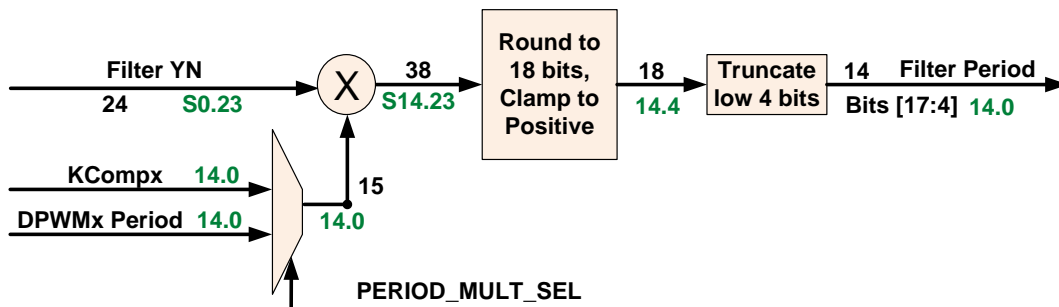 Filter YN
24 S0.23
X
38
S14.23
Round to
18 bits,
Clamp to
Positive
18
14.4
Truncate
low 4 bits
14 Filter Period
Bits [17:4] 14.0
KCompx 14.0
DPWMx Period 14.0
15
14.0
PERIOD_MULT_SEL